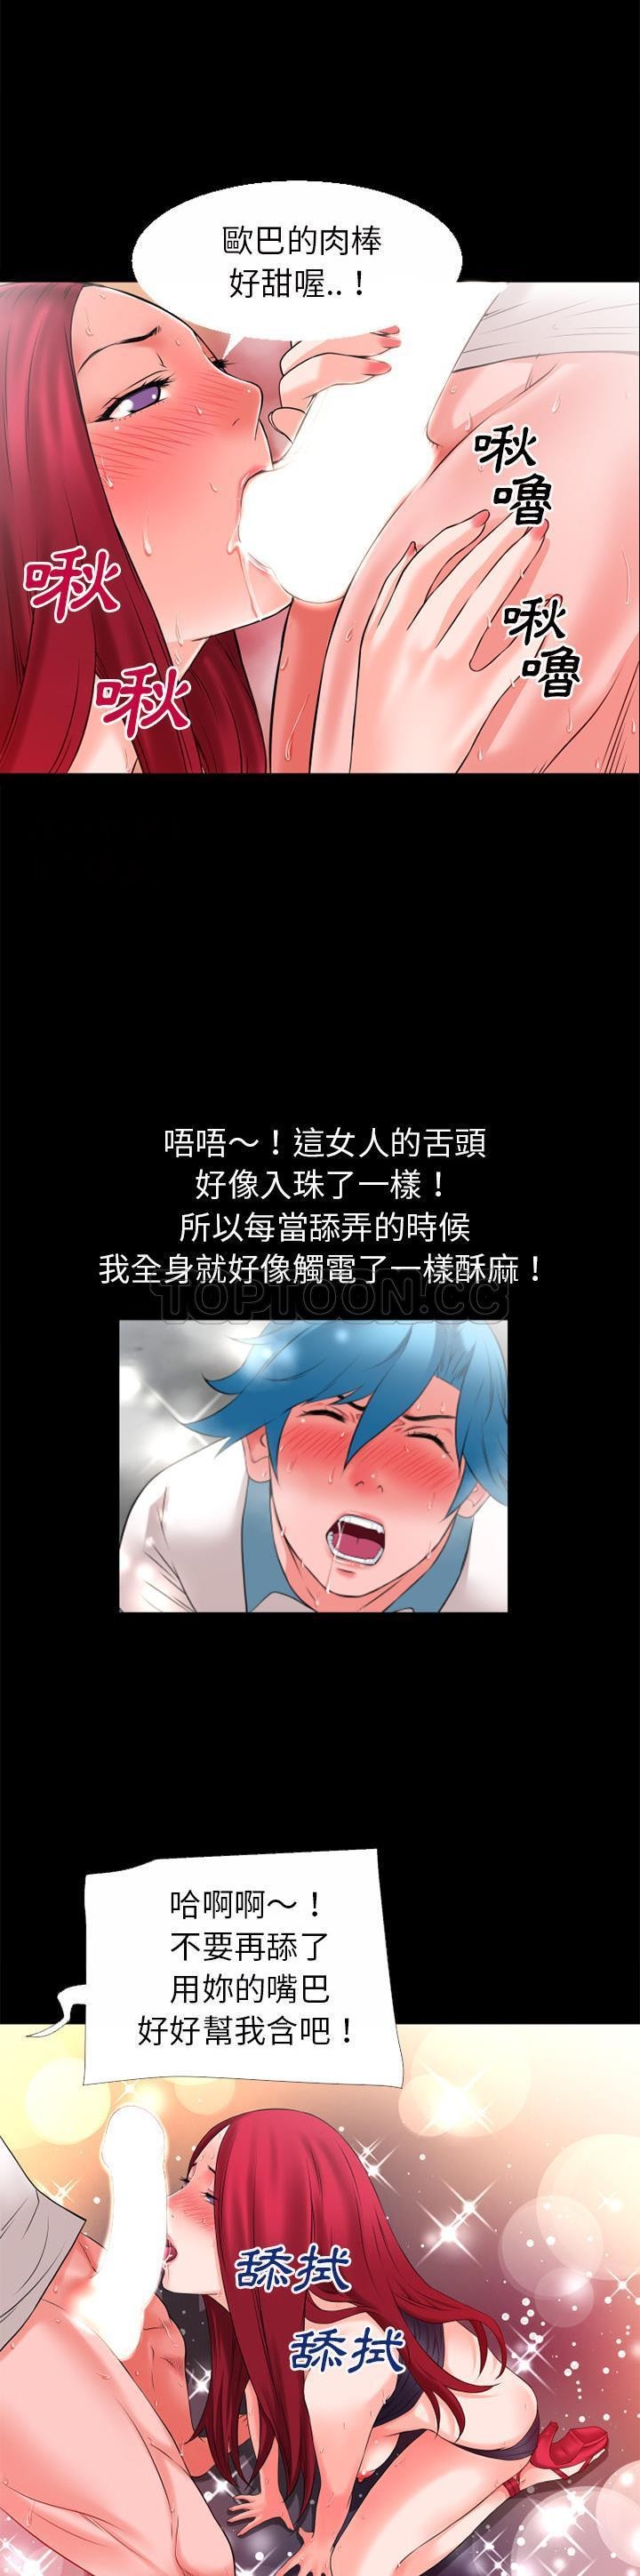 歐巴的肉棒
好甜喔..！
啾
嚕
啾
啾
嚕
啾
唔唔～！這女人的舌頭
好像入珠了一樣！
所以每當舔弄的時候
我全身就好像觸電了一樣酥麻！
TOPTOON.CC
哈啊啊～！
不要再舔了
用妳的嘴巴
好好幫我含吧！
舔拭
舔拭